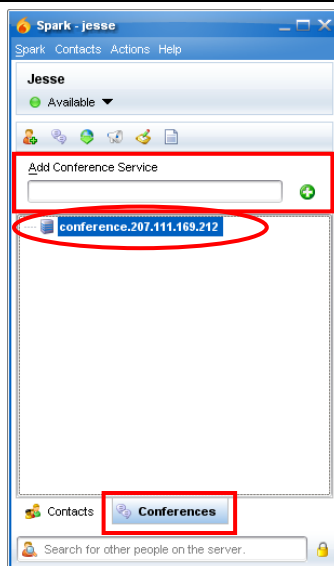 Spark - jesse
Spark Contacts Actions Help
Jesse
Available
Add Conference Service
conference.207.111.169.212
Contacts Conferences
Search for other people on the server.